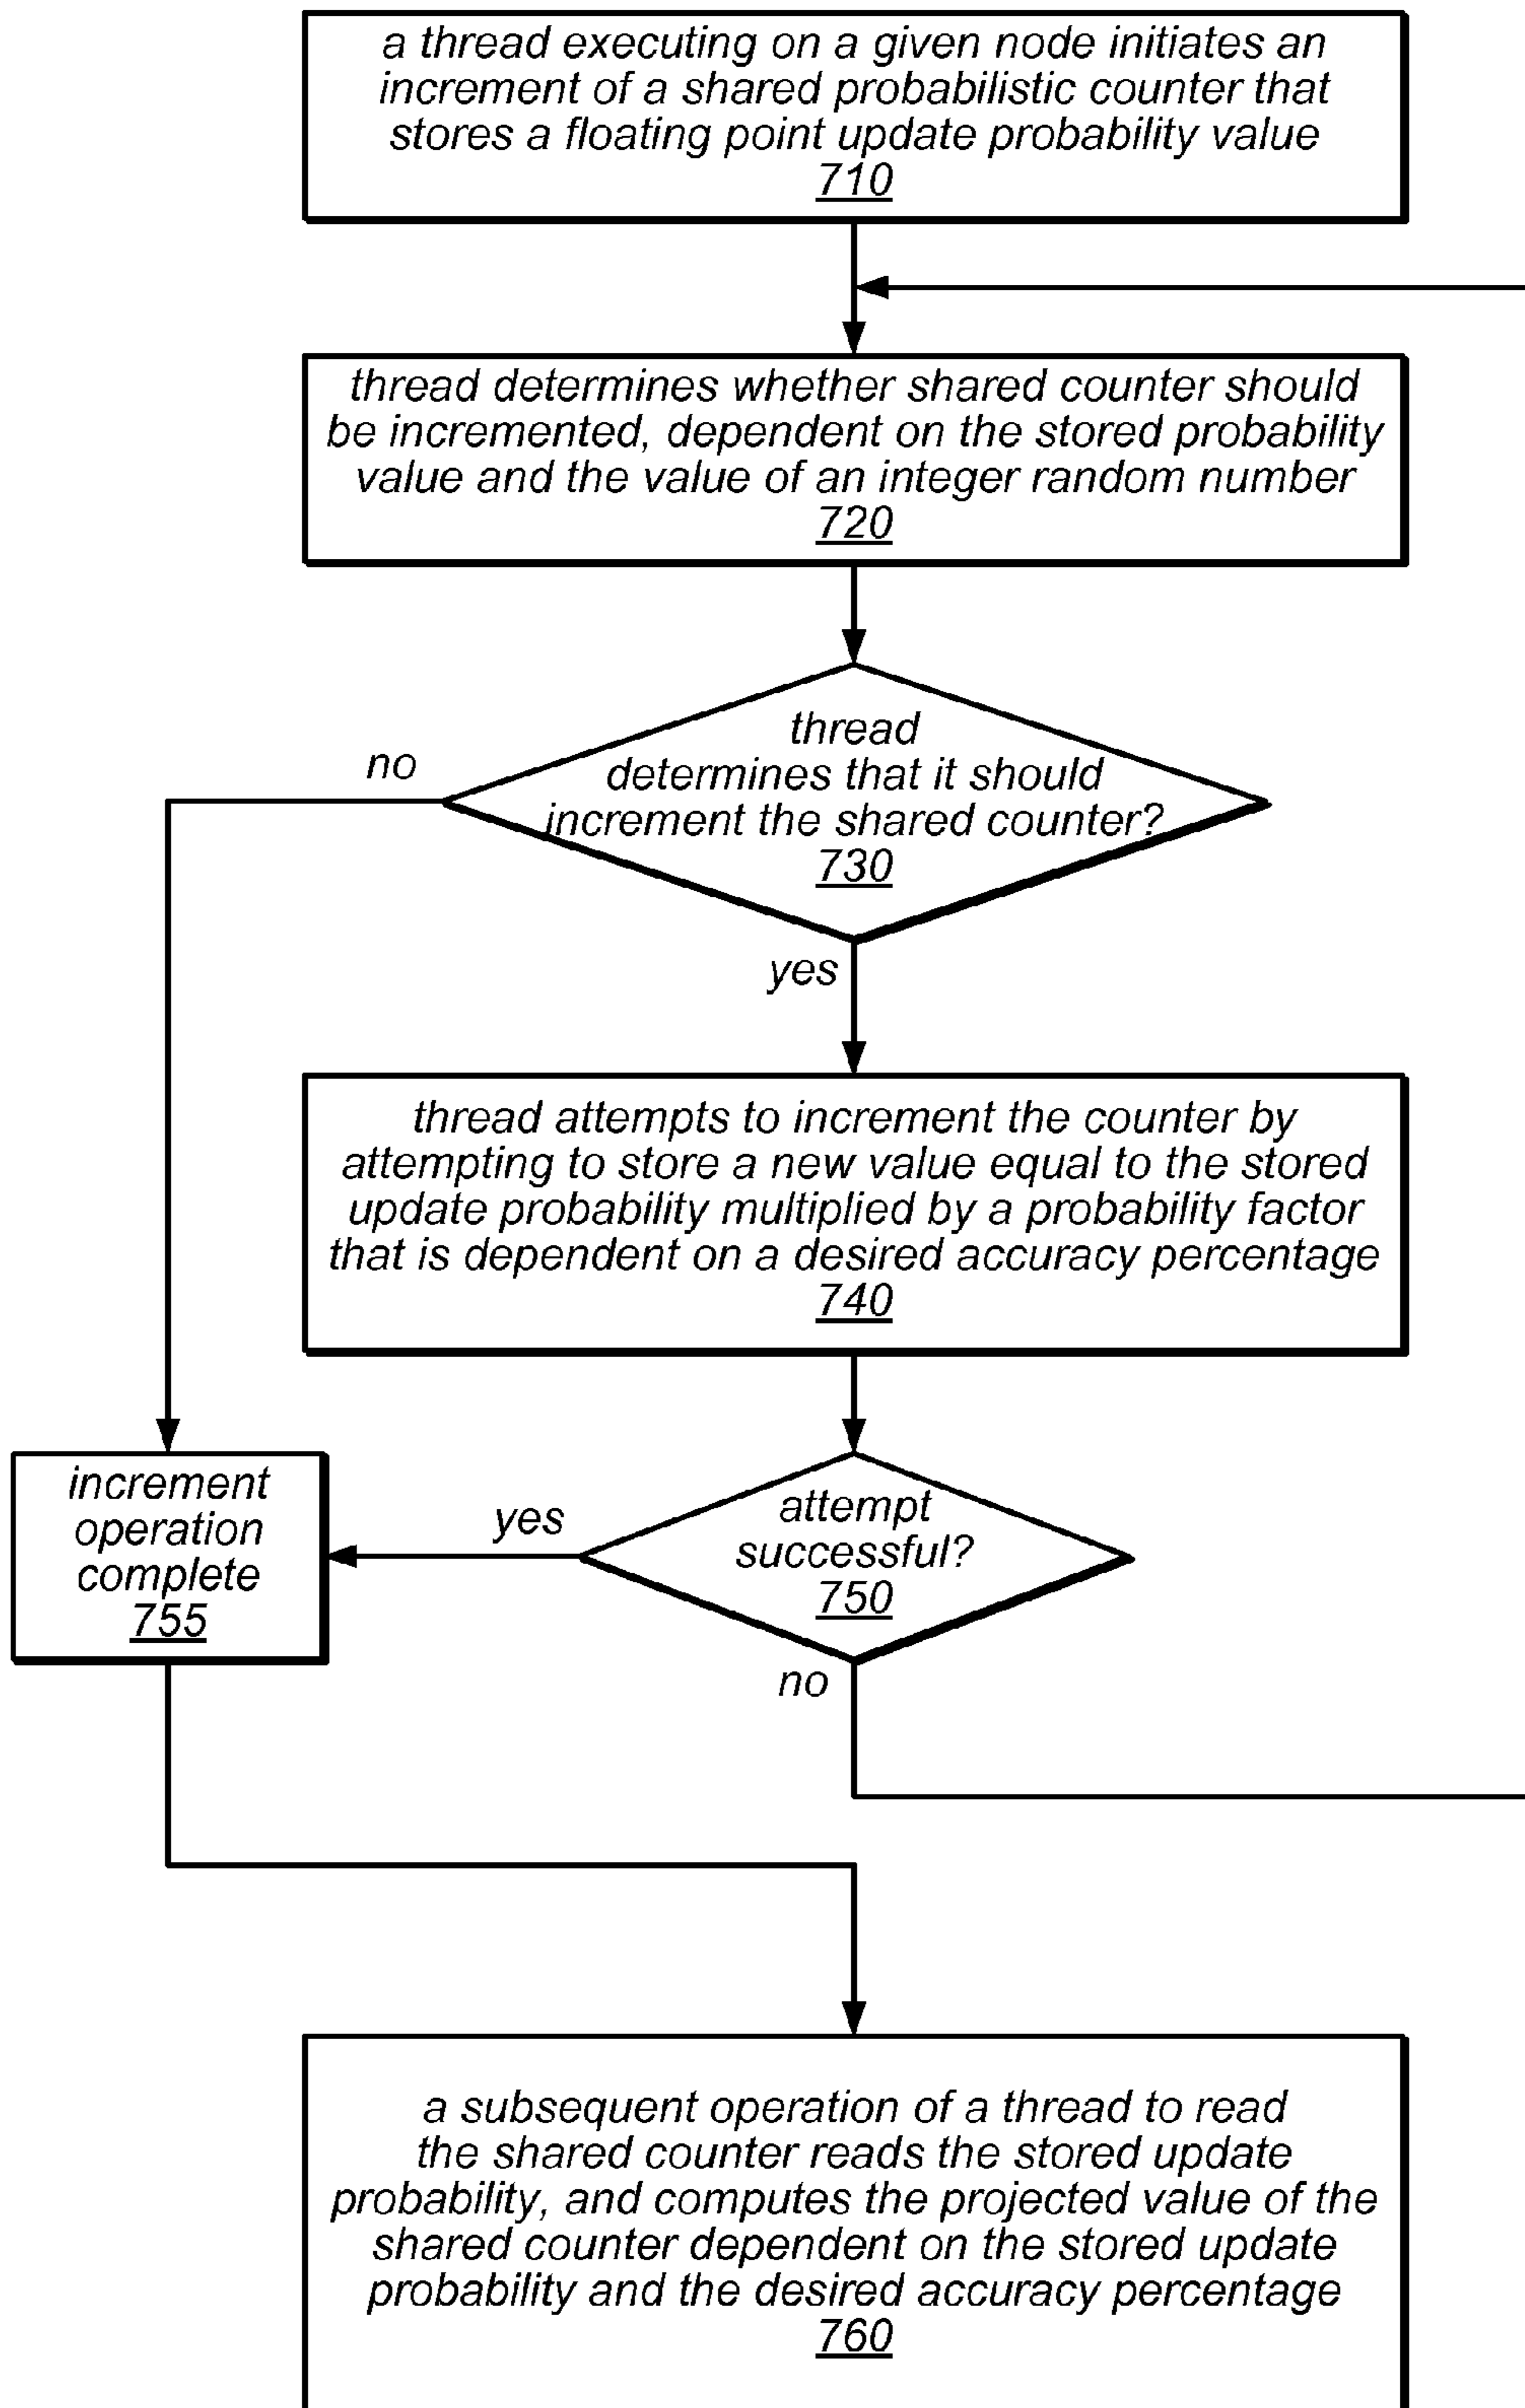 a thread executing on a given node initiates an
increment of a shared probabilistic counter that
stores a floating point update probability value
710
thread determines whether shared counter should
be incremented, dependent on the stored probability
value and the value of an integer random number
720
thread
determines that it should
increment the shared counter?
730
no
yes
thread attempts to increment the counter by
attempting to store a new value equal to the stored
update probability multiplied by a probability factor
that is dependent on a desired accuracy percentage
740
increment
operation
complete
755
yes
attempt
successful?
750
no
a subsequent operation of a thread to read
the shared counter reads the stored update
probability, and computes the projected value of the
shared counter dependent on the stored update
probability and the desired accuracy percentage
760